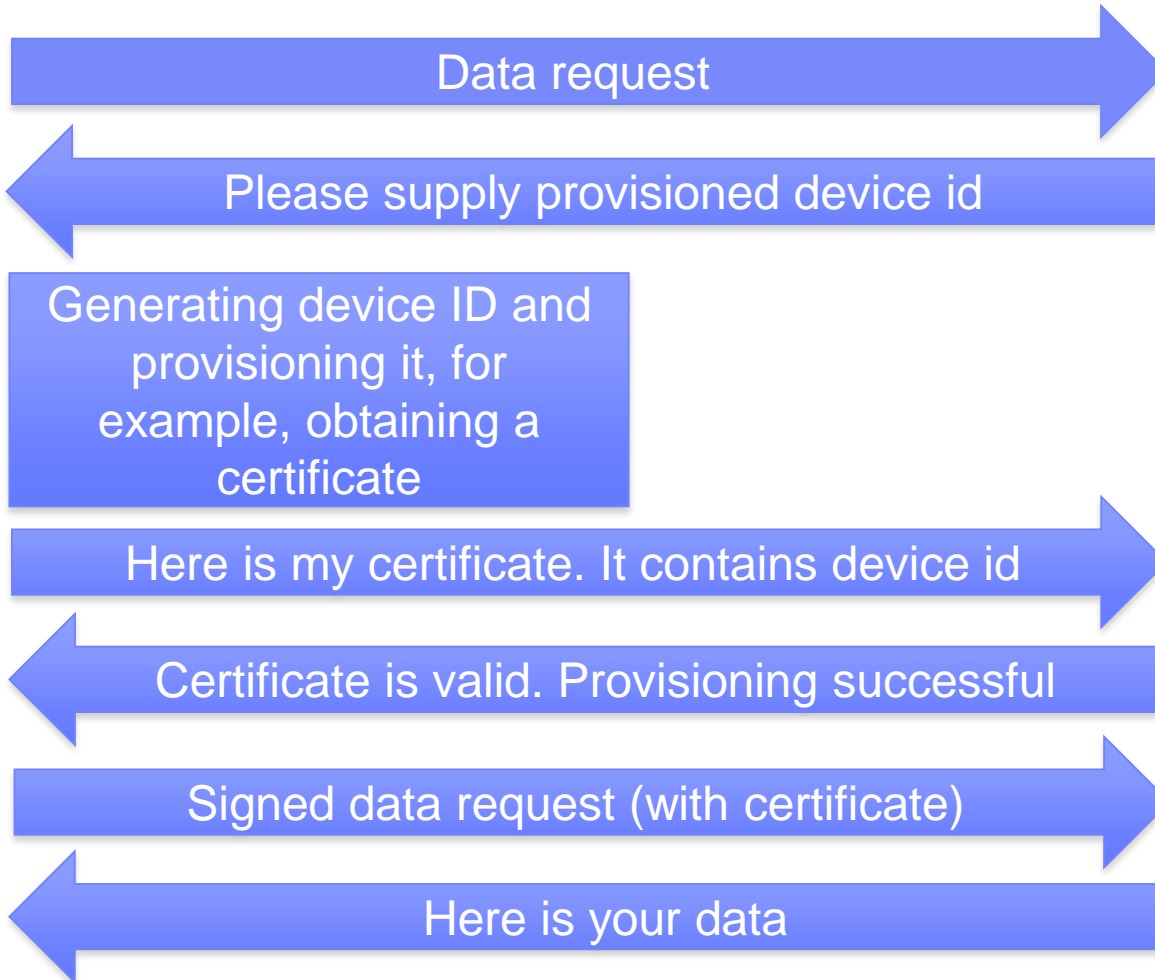 Data request
Please supply provisioned device id
Generating device ID and
provisioning it, for
example, obtaining a
certificate
Here is my certificate. It contains device id
Certificate is valid. Provisioning successful
Signed data request (with certificate)
Here is your data